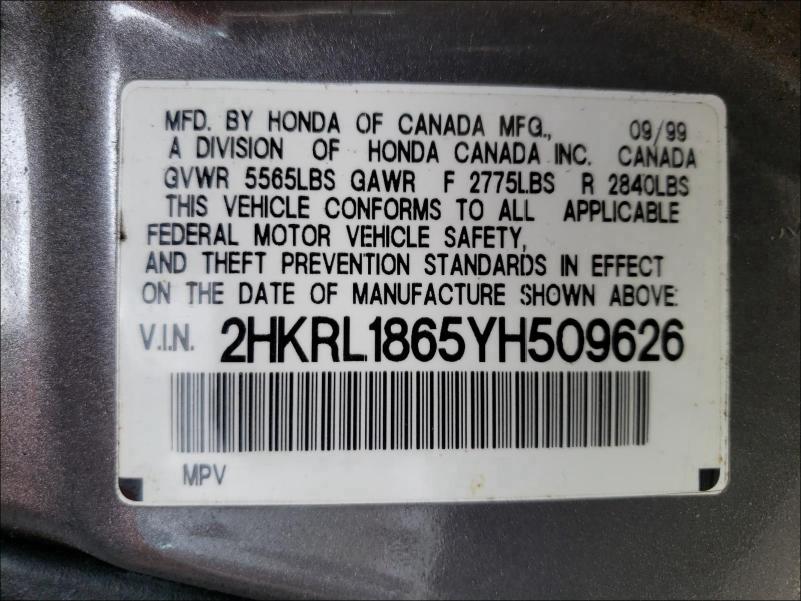 MFD. BY HONDA OF CANADA MFG., 09/99
A DIVISION OF HONDA CANADA INC. CANADA
GVWR 5565LBS GAWR F 2775LBS R 2840LBS
THIS VEHICLE CONFORMS TO ALL APPLICABLE
FEDERAL MOTOR VEHICLE SAFETY,
AND THEFT PREVENTION STANDARDS IN EFFECT
ON THE DATE OF MANUFACTURE SHOWN ABOVE.
V.I.N. 2HKRL1865YH509626
MPV